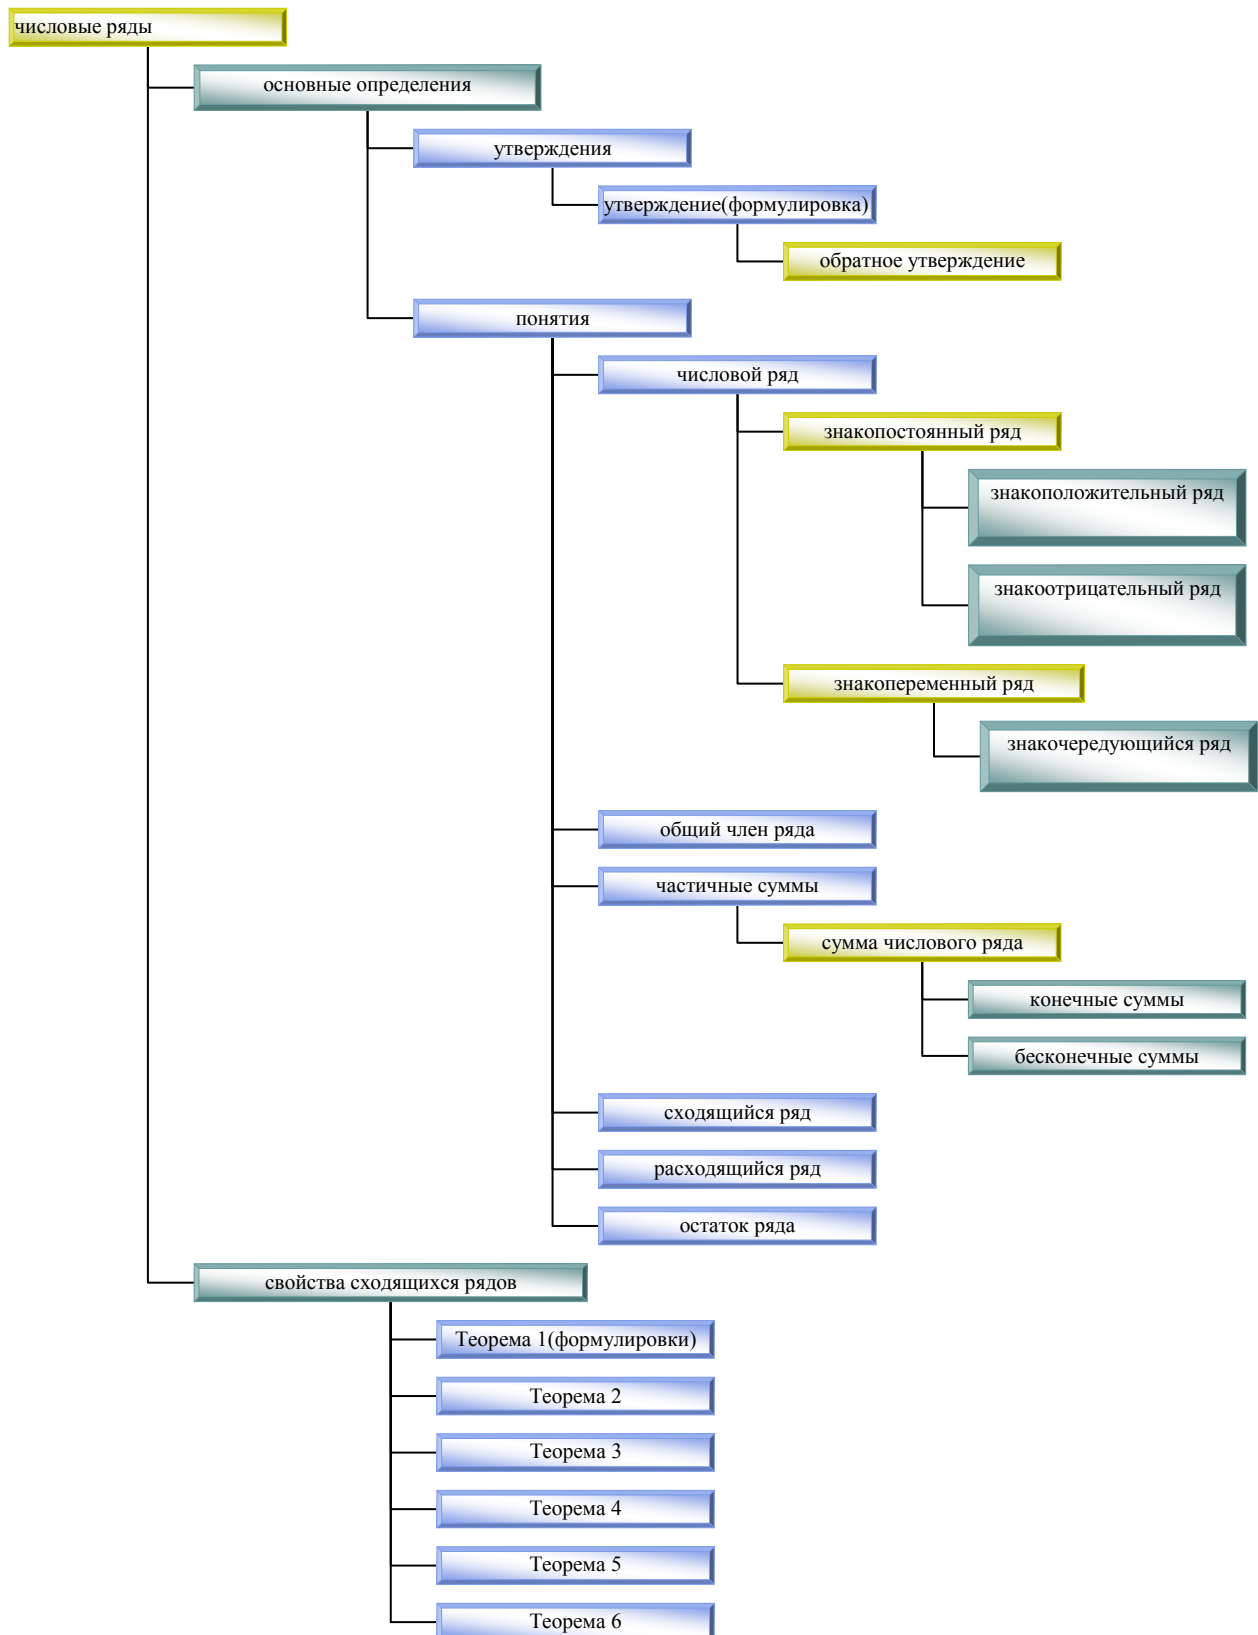 числовые ряды
основные определения
утверждения
утверждение(формулировка)
обратное утверждение
понятия
числовой ряд
знакопостоянный ряд
знакоположительный ряд
знакоотрицательный ряд
знакопеременный ряд
знакочередующийся ряд
общий член ряда
частичные суммы
сумма числового ряда
конечные суммы
бесконечные суммы
сходящийся ряд
расходящийся ряд
остаток ряда
свойства сходящихся рядов
Теорема 1(формулировки)
Теорема 2
Теорема 3
Теорема 4
Теорема 5
Теорема 6